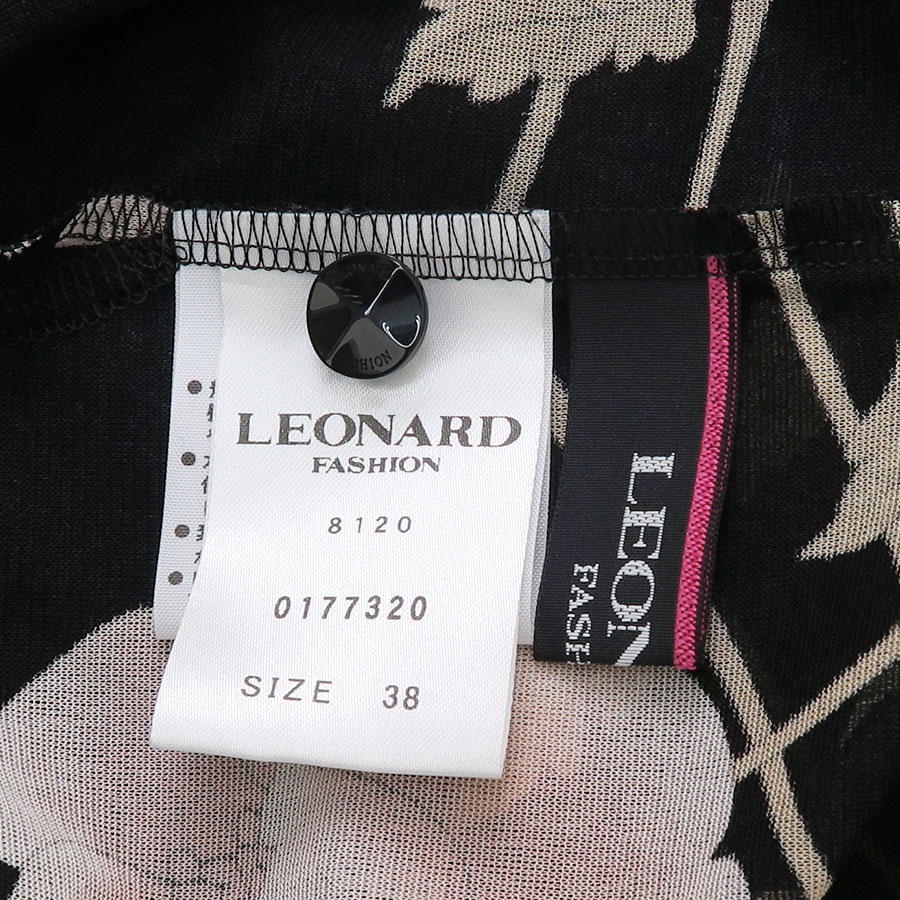 LEONARD
FASHION
8120
0177320
SIZE 38
LEON
FASH